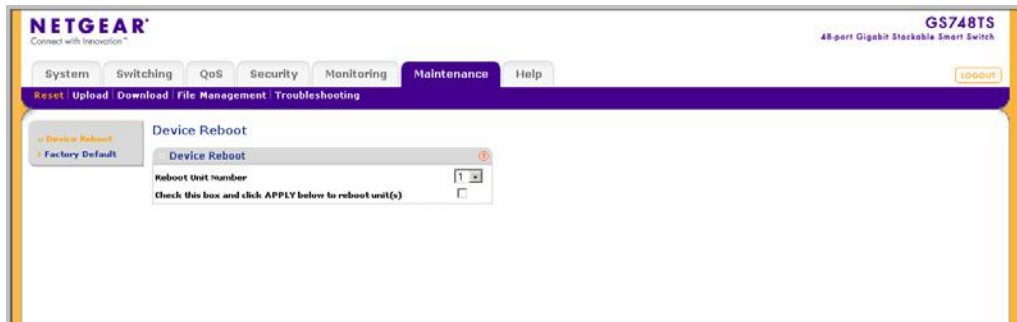 NETGEAR
Connect with Innovation™
GS748TS
48-port Gigabit Stackable Smart Switch
System Switching QoS Security Monitoring Maintenance Help
LOGOUT
Reset Upload Download File Management Troubleshooting
Device Reboot
Factory Default
Device Reboot
Device Reboot
Reboot Unit Number 1
Check this box and click APPLY below to reboot unit(s)